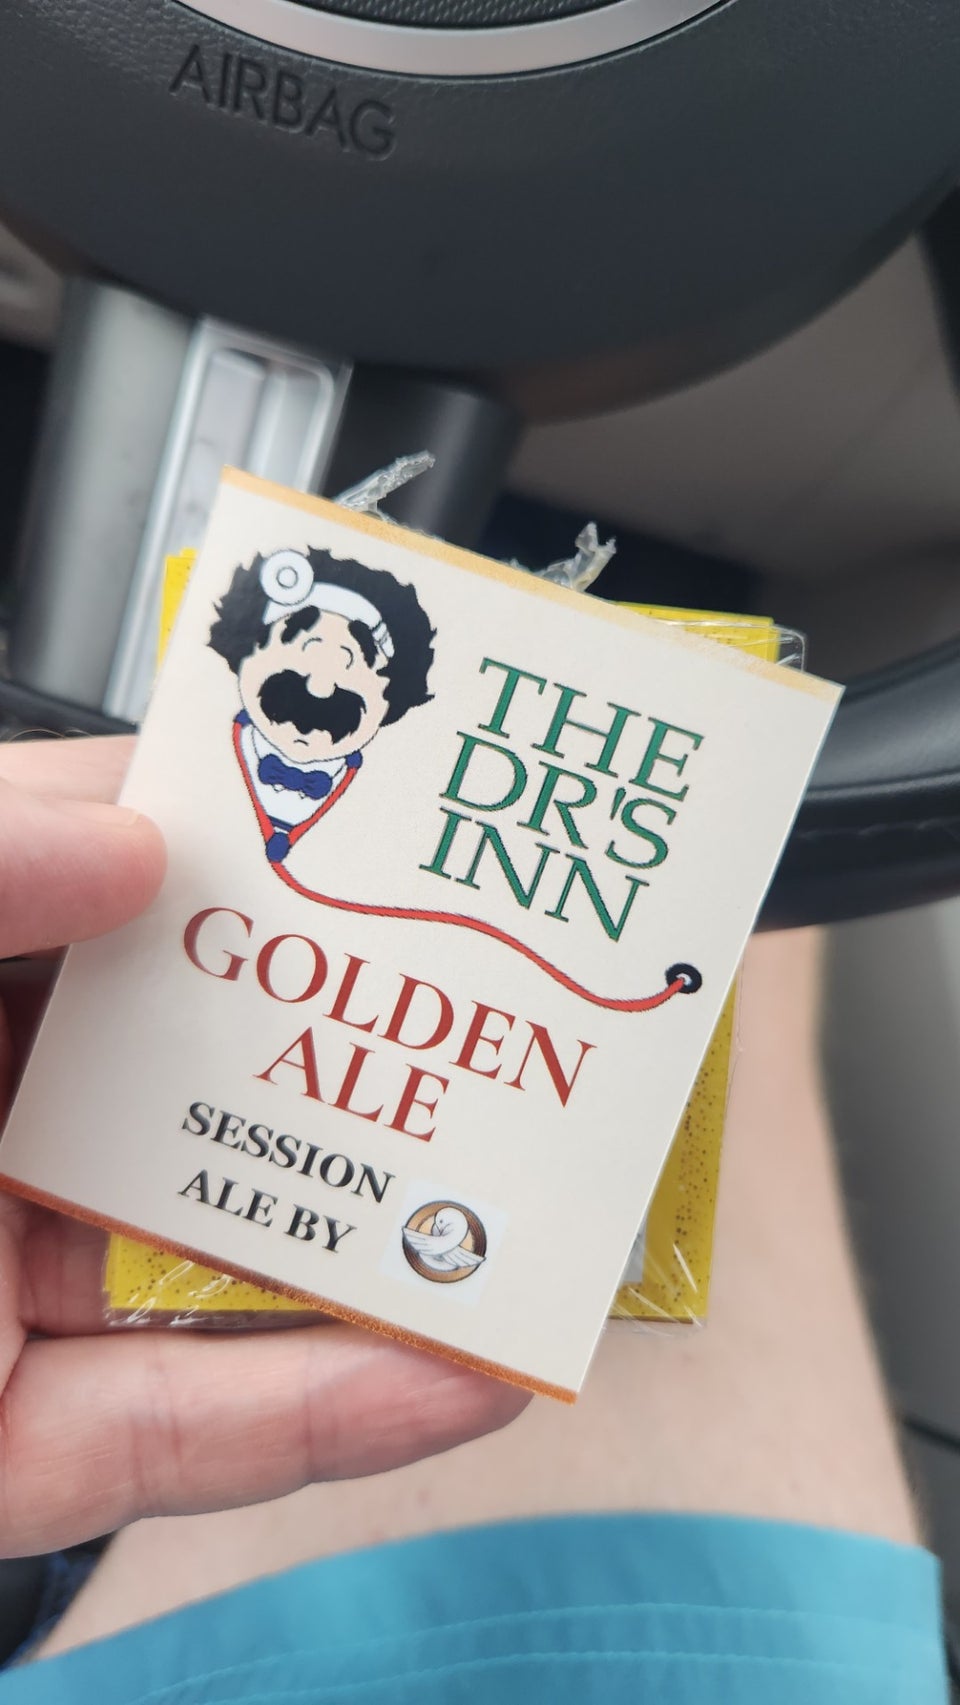 AIRBAG
THE
DR'S
INN
GOLDEN
ALE
SESSION
ALE BY